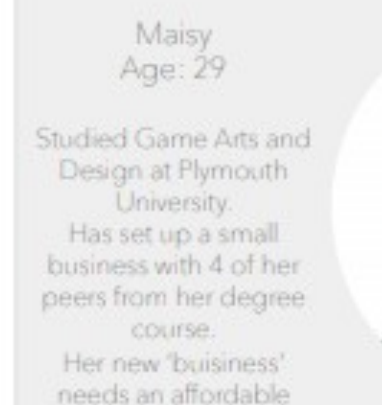 Maisy
Age: 29
Studied Game Arts and
Design at Plymouth
University.
Has set up a small
business with 4 of her
peers from her degree
course.
Her new 'buisiness'
needs an affordable